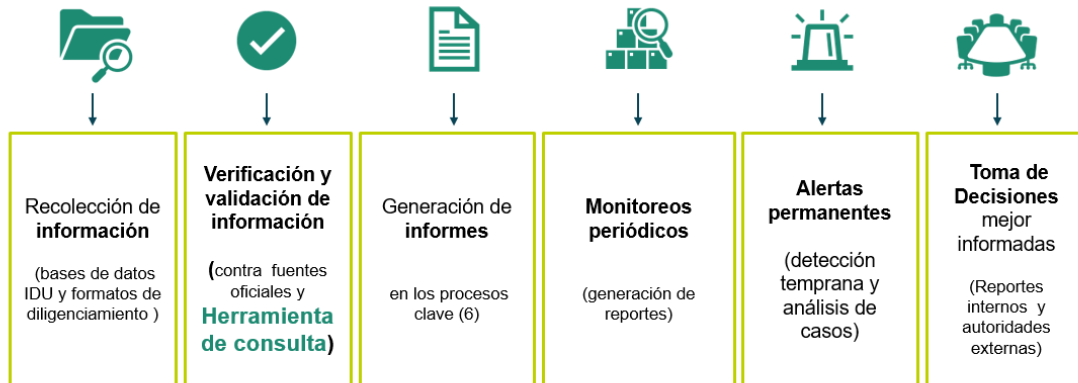 Recolección de
información
(bases de datos
IDU y formatos de
diligenciamiento )
Verificación y
validación de
información
(contra fuentes
oficiales y
Herramienta
de consulta)
Generación de
informes
en los procesos
clave (6)
Monitoreos
periódicos
(generación de
reportes)
Alertas
permanentes
(detección
temprana y
análisis de
casos)
Toma de
Decisiones
mejor
informadas
(Reportes
internos y
autoridades
externas)